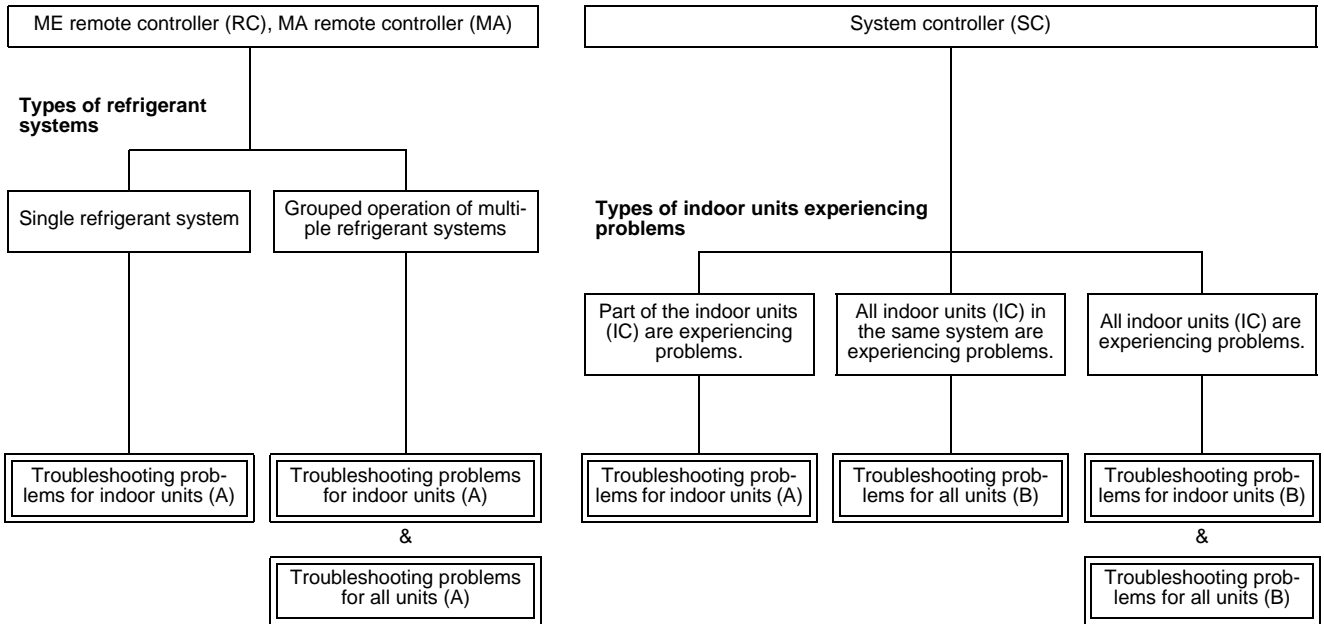 ME remote controller (RC), MA remote controller (MA)
System controller (SC)
Types of refrigerant
systems
Single refrigerant system
Grouped operation of multi-
ple refrigerant systems
Types of indoor units experiencing
problems
Part of the indoor units
(IC) are experiencing
problems.
All indoor units (IC) in
the same system are
experiencing problems.
All indoor units (IC) are
experiencing problems.
Troubleshooting prob-
lems for indoor units (A)
Troubleshooting problems
for indoor units (A)
&
Troubleshooting problems
for all units (A)
Troubleshooting prob-
lems for indoor units (A)
Troubleshooting prob-
lems for all units (B)
Troubleshooting prob-
lems for indoor units (B)
&
Troubleshooting prob-
lems for all units (B)